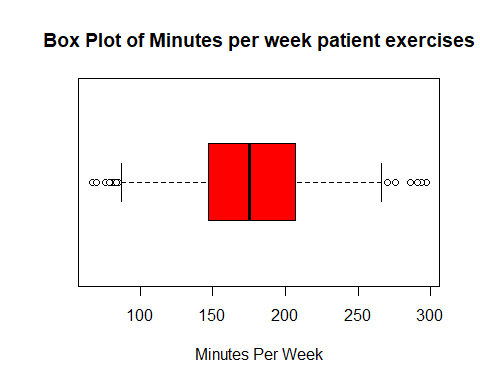 Box Plot of Minutes per week patient exercises
100 150 200 250 300
Minutes Per Week